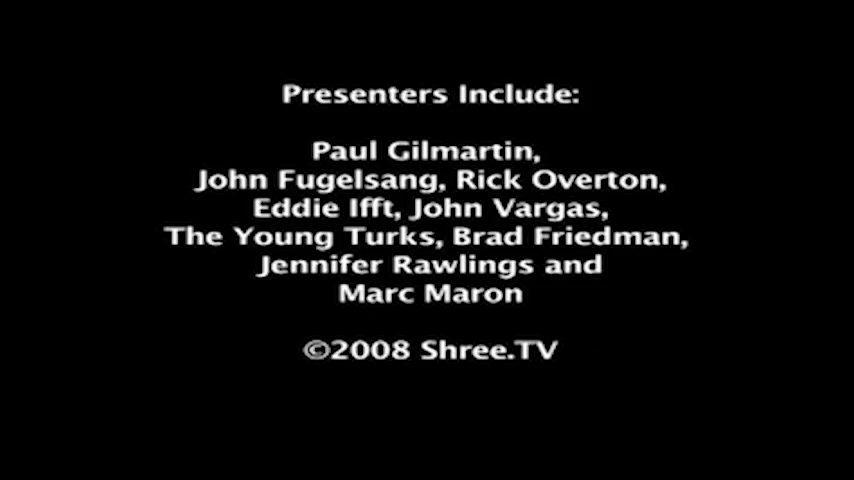 Presenters Include:
Paul Gilmartin,
John Fugelsang, Rick Overton,
Eddie Ifft, John Vargas,
The Young Turks, Brad Friedman,
Jennifer Rawlings and
Marc Maron
©2008 Shree.TV